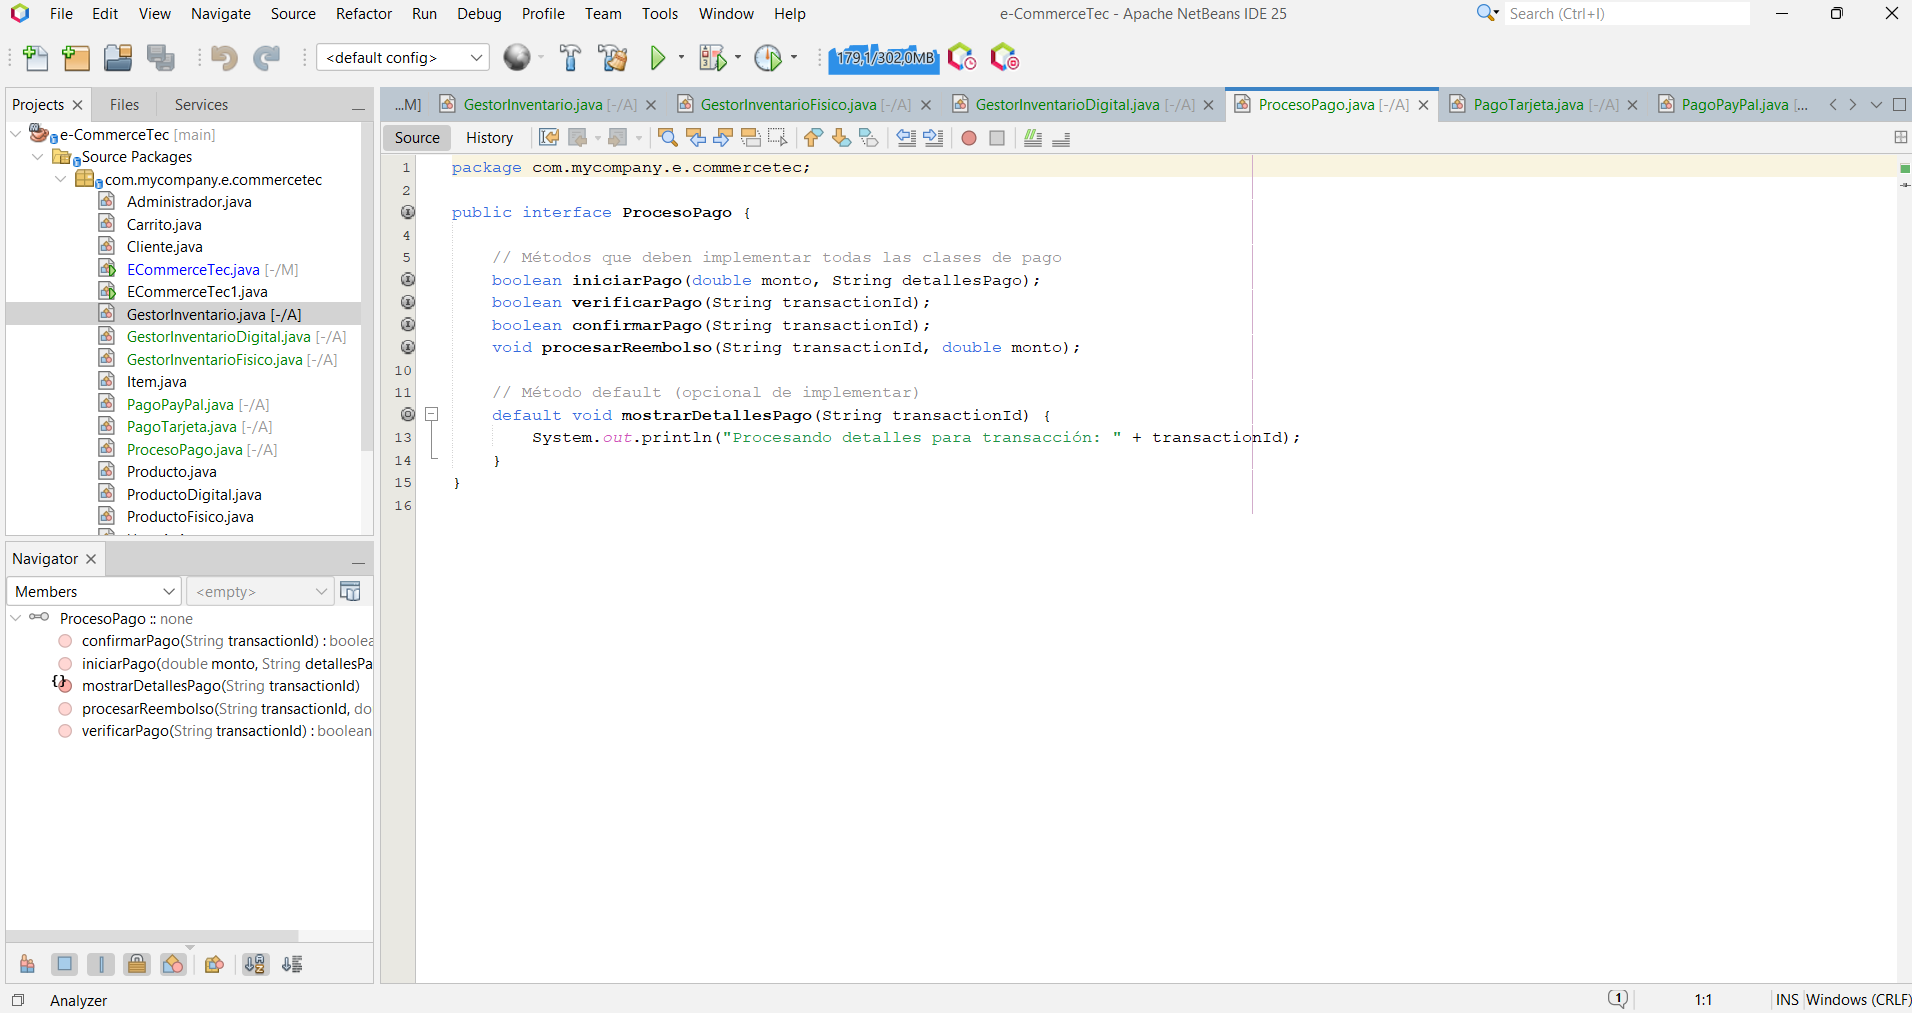 File Edit View Navigate Source Refactor Run Debug Profile Team Tools Window Help
e-CommerceTec - Apache NetBeans IDE 25
Search (Ctrl+I)
<default config>
179,1/302,0MB
Projects Files Services
...M] GestorInventario.java [-/A] GestorInventarioFisico.java [-/A] GestorInventarioDigital.java [-/A] ProcesoPago.java [-/A] PagoTarjeta.java [-/A] PagoPayPal.java [...
e-CommerceTec [main]
Source Packages
com.mycompany.e.commercetec
Administrador.java
Carrito.java
Cliente.java
ECommerceTec.java [-/M]
ECommerceTec1.java
GestorInventario.java [-/A]
GestorInventarioDigital.java [-/A]
GestorInventarioFisico.java [-/A]
Item.java
PagoPayPal.java [-/A]
PagoTarjeta.java [-/A]
ProcesoPago.java [-/A]
Producto.java
ProductoDigital.java
ProductoFisico.java
Source History
1 package com.mycompany.e.commercetec;
2
public interface ProcesoPago {
4
5 // Métodos que deben implementar todas las clases de pago
boolean iniciarPago(double monto, String detallesPago);
boolean verificarPago(String transactionId);
boolean confirmarPago(String transactionId);
void procesarReembolso(String transactionId, double monto);
10
11 // Método default (opcional de implementar)
default void mostrarDetallesPago(String transactionId) {
13 System.out.println("Procesando detalles para transacción: " + transactionId);
14 }
15 }
16
Navigator
Members <empty>
ProcesoPago :: none
confirmarPago(String transactionId) : boolea
iniciarPago(double monto, String detallesPa
mostrarDetallesPago(String transactionId)
procesarReembolso(String transactionId, do
verificarPago(String transactionId) : boolean
Analyzer
1 1:1 INS Windows (CRLF)